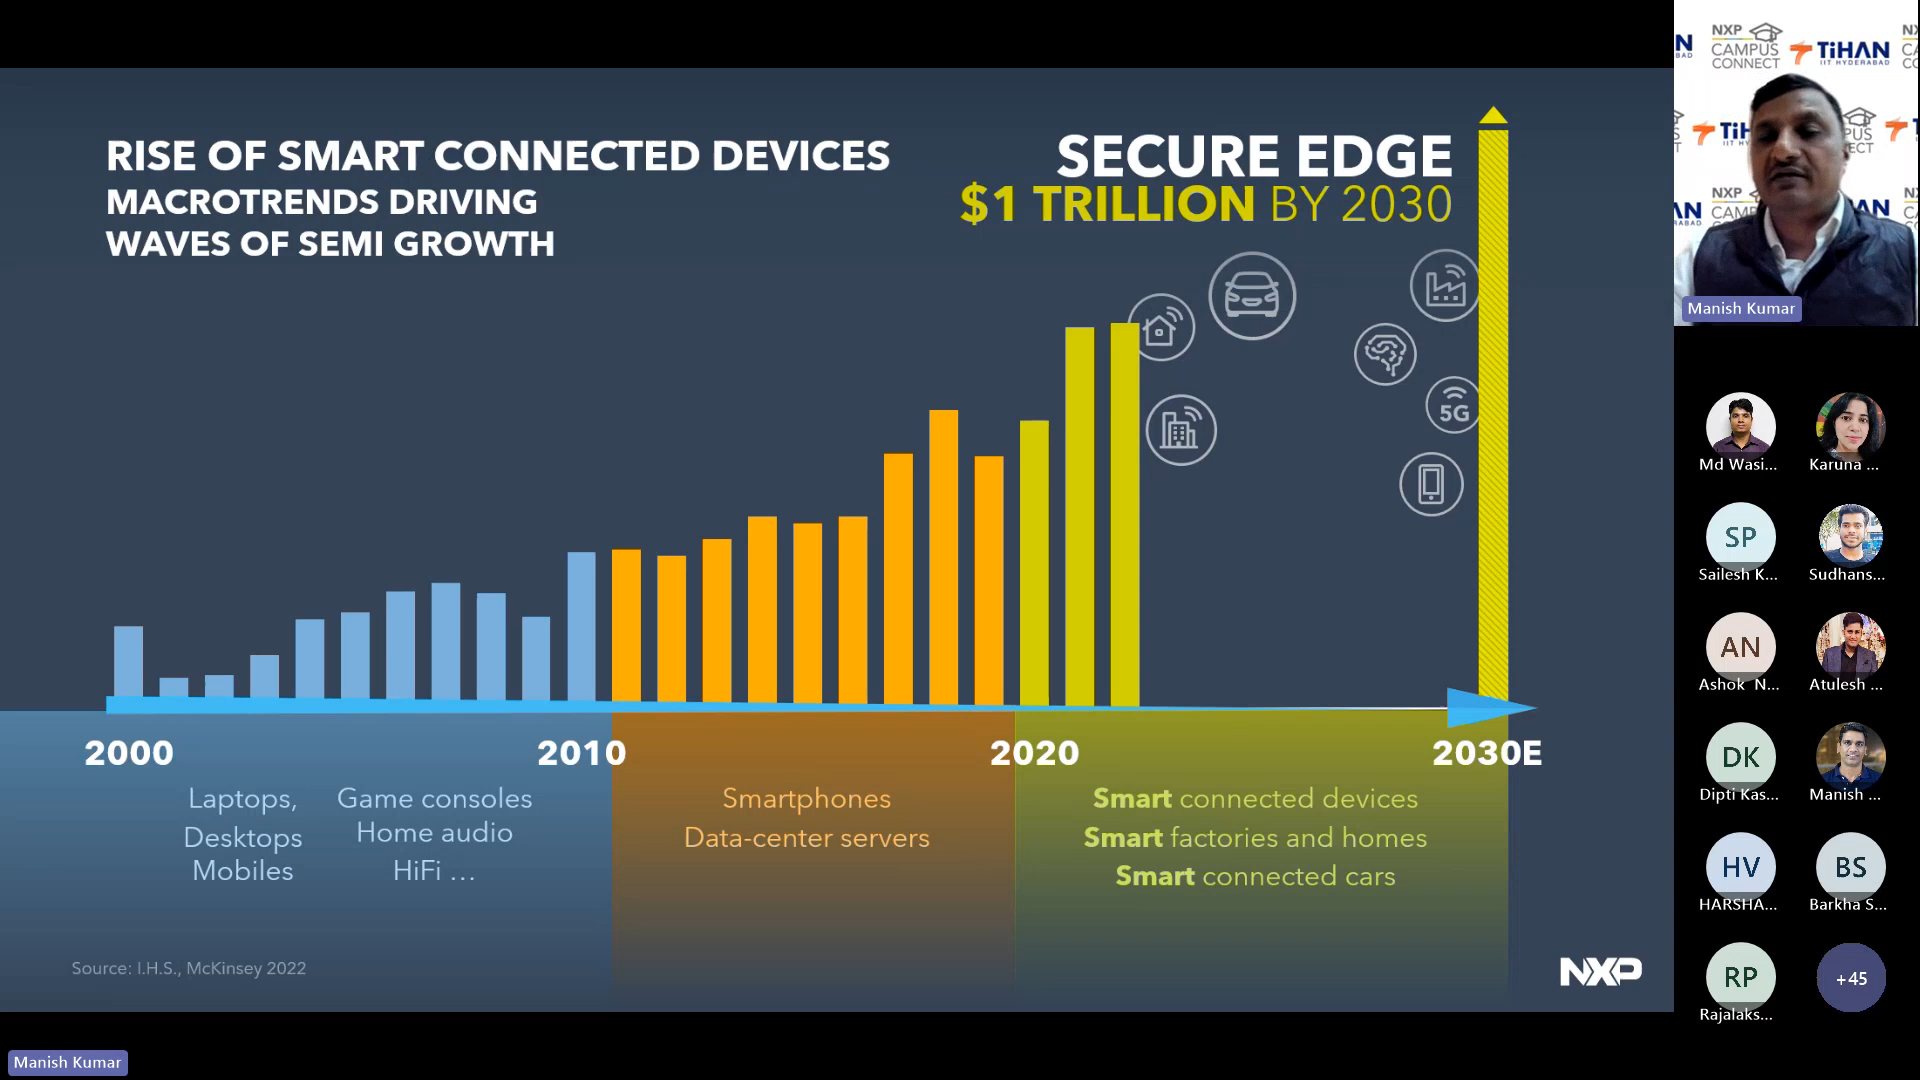 RISE OF SMART CONNECTED DEVICES
MACROTRENDS DRIVING
WAVES OF SEMI GROWTH
SECURE EDGE
$1 TRILLION BY 2030
5G
2000
2010
2020
2030E
Laptops,
Desktops
Mobiles
Game consoles
Home audio
HiFi ...
Smartphones
Data-center servers
Smart connected devices
Smart factories and homes
Smart connected cars
Source: I.H.S., McKinsey 2022
NXP
Manish Kumar
NXP
CAMPUS
CONNECT
TiHAN
IIT HYDERABAD
Manish Kumar
Md Wasi...
Karuna ...
SP
Sailesh K...
Sudhans...
AN
Ashok N...
Atulesh ...
DK
Dipti Kas...
Manish ...
HV
HARSHA...
BS
Barkha S...
RP
Rajalaks...
+45